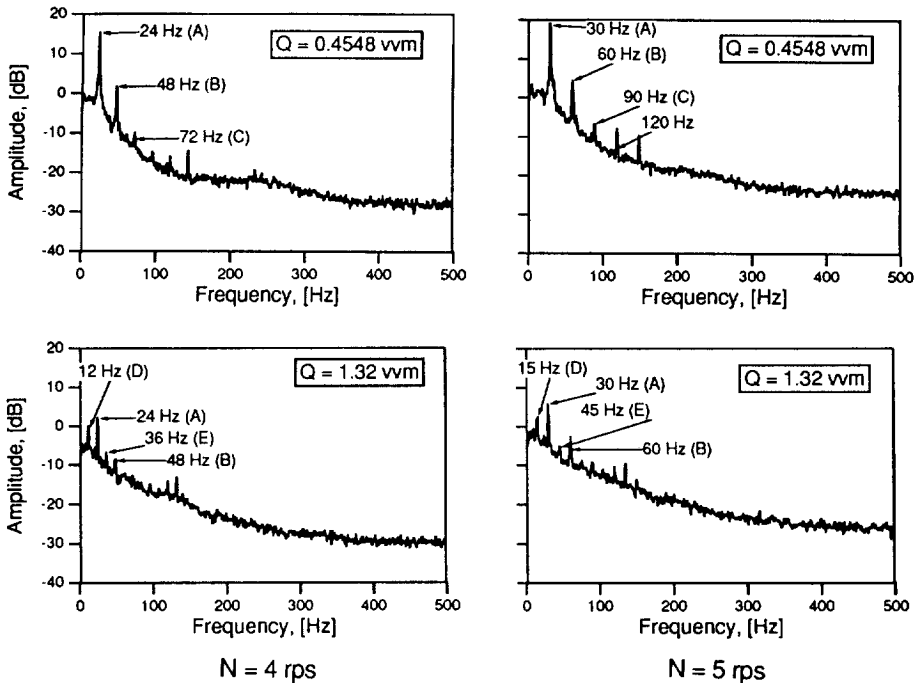 20
10
0
-10
-20
-30
-40
Amplitude, [dB]
24 Hz (A)
Q = 0.4548 vvm
48 Hz (B)
72 Hz (C)
0
100
200
300
400
500
Frequency, [Hz]
30 Hz (A)
Q = 0.4548 vvm
60 Hz (B)
90 Hz (C)
120 Hz
0
100
200
300
400
500
Frequency, [Hz]
20
10
0
-10
-20
-30
-40
Amplitude, [dB]
12 Hz (D)
Q = 1.32 vvm
24 Hz (A)
36 Hz (E)
48 Hz (B)
0
100
200
300
400
500
Frequency, [Hz]
15 Hz (D)
Q = 1.32 vvm
30 Hz (A)
45 Hz (E)
60 Hz (B)
0
100
200
300
400
500
Frequency, [Hz]
N = 4 rps
N = 5 rps